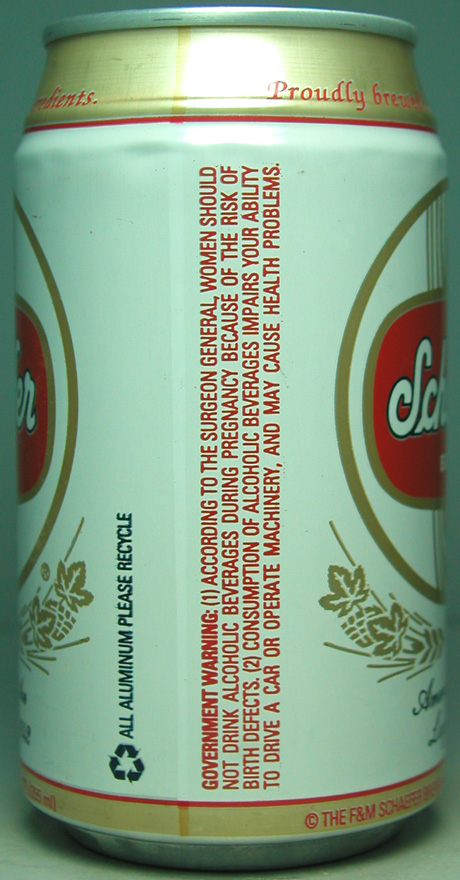 Proudly
ALL ALUMINUM PLEASE RECYCLE
GOVERNMENT WARNING: (1) ACCORDING TO THE SURGEON GENERAL, WOMEN SHOULD
NOT DRINK ALCOHOLIC BEVERAGES DURING PREGNANCY BECAUSE OF THE RISK OF
BIRTH DEFECTS. (2) CONSUMPTION OF ALCOHOLIC BEVERAGES IMPAIRS YOUR ABILITY
TO DRIVE A CAR OR OPERATE MACHINERY, AND MAY CAUSE HEALTH PROBLEMS.
© THE F&M SCHAEFER